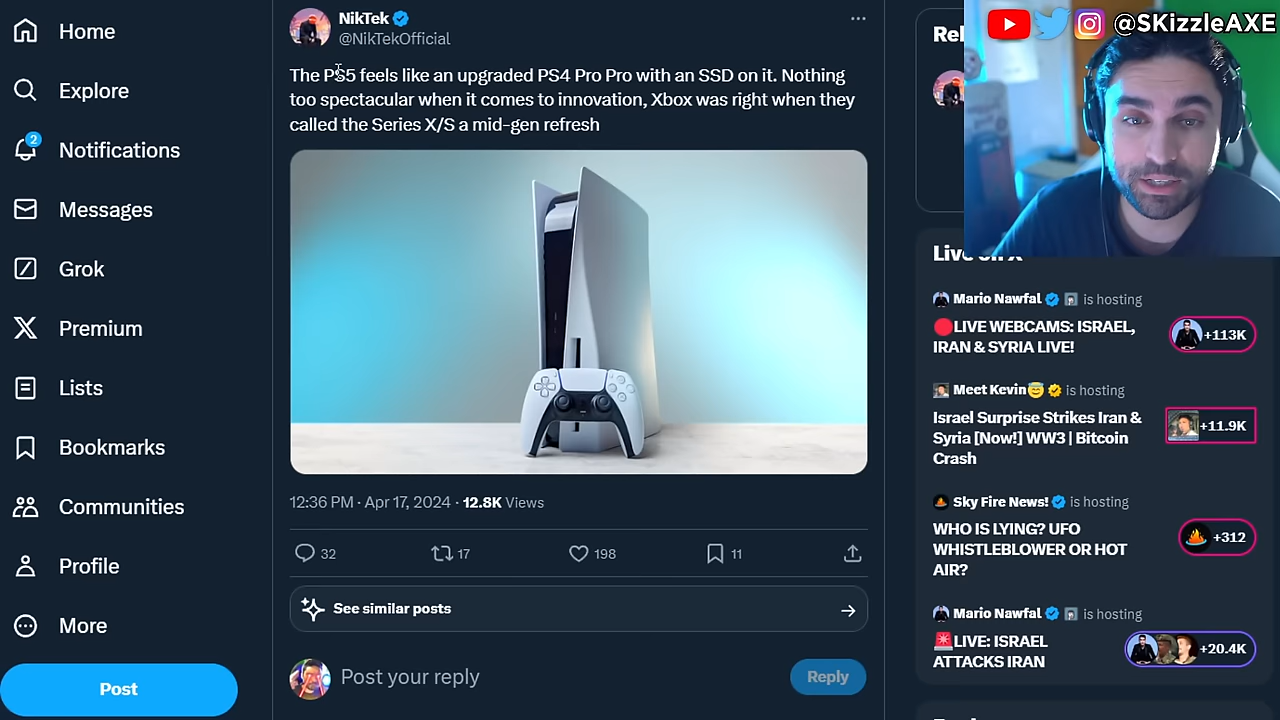 Home
Explore
2
Notifications
Messages
Grok
Premium
Lists
Bookmarks
Communities
Profile
More
Post
NikTek
@NikTekOfficial
The PS5 feels like an upgraded PS4 Pro Pro with an SSD on it. Nothing
too spectacular when it comes to innovation, Xbox was right when they
called the Series X/S a mid-gen refresh
12:36 PM · Apr 17, 2024 · 12.8K Views
32
17
198
11
See similar posts
Post your reply
Reply
@SKizzleAXE
Live on X
Mario Nawfal is hosting
🔴LIVE WEBCAMS: ISRAEL,
IRAN & SYRIA LIVE!
+113K
Meet Kevin😇 is hosting
Israel Surprise Strikes Iran &
Syria [Now!] WW3 | Bitcoin
Crash
+11.9K
Sky Fire News! is hosting
WHO IS LYING? UFO
WHISTLEBLOWER OR HOT
AIR?
+312
Mario Nawfal is hosting
🚨LIVE: ISRAEL
ATTACKS IRAN
+20.4K